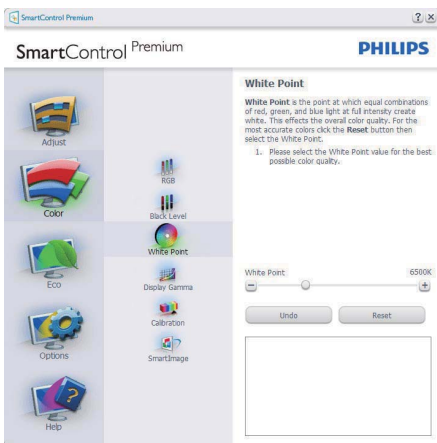 SmartControl Premium
? ×
SmartControl Premium
PHILIPS
Adjust
Color
Eco
Options
Help
RGB
Black Level
White Point
Display Gamma
Calibration
SmartImage
White Point
White Point is the point at which equal combinations
of red, green, and blue light at full intensity create
white. This effects the overall color quality. For the
most accurate colors click the Reset button then
select the White Point.
1. Please select the White Point value for the best
possible color quality.
White Point 6500K
Undo Reset